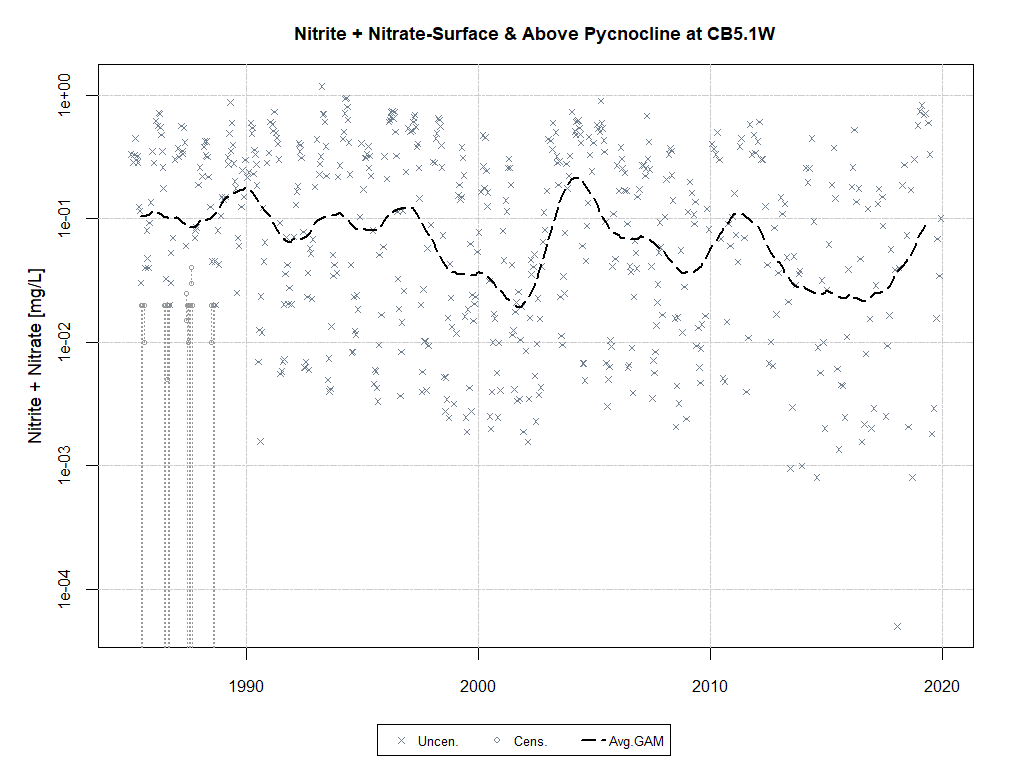 Nitrite + Nitrate-Surface & Above Pycnocline at CB5.1W
Nitrite + Nitrate [mg/L]
1e+00
1e-01
1e-02
1e-03
1e-04
1990 2000 2010 2020
Uncen. Cens. Avg.GAM